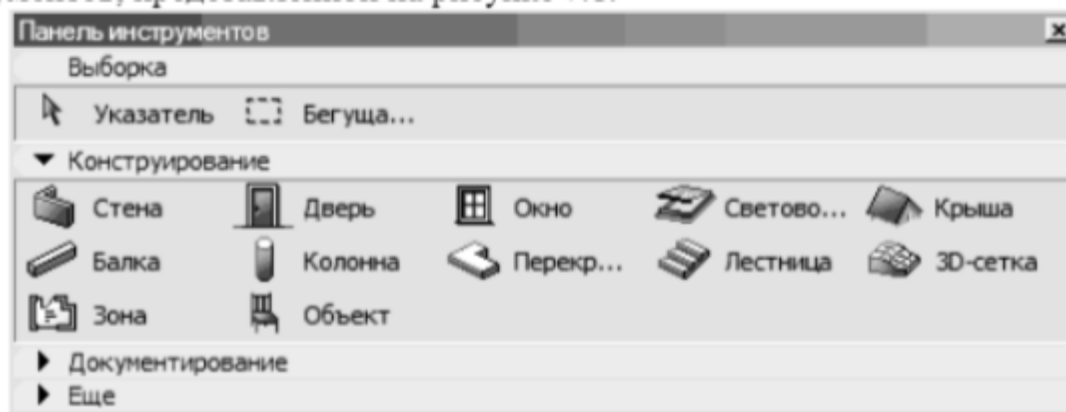 Панель инструментов
Выборка
Указатель Бегуща...
Конструирование
Стена Дверь Окно Светово... Крыша
Балка Колонна Перекр... Лестница 3D-сетка
Зона Объект
Документирование
Еще